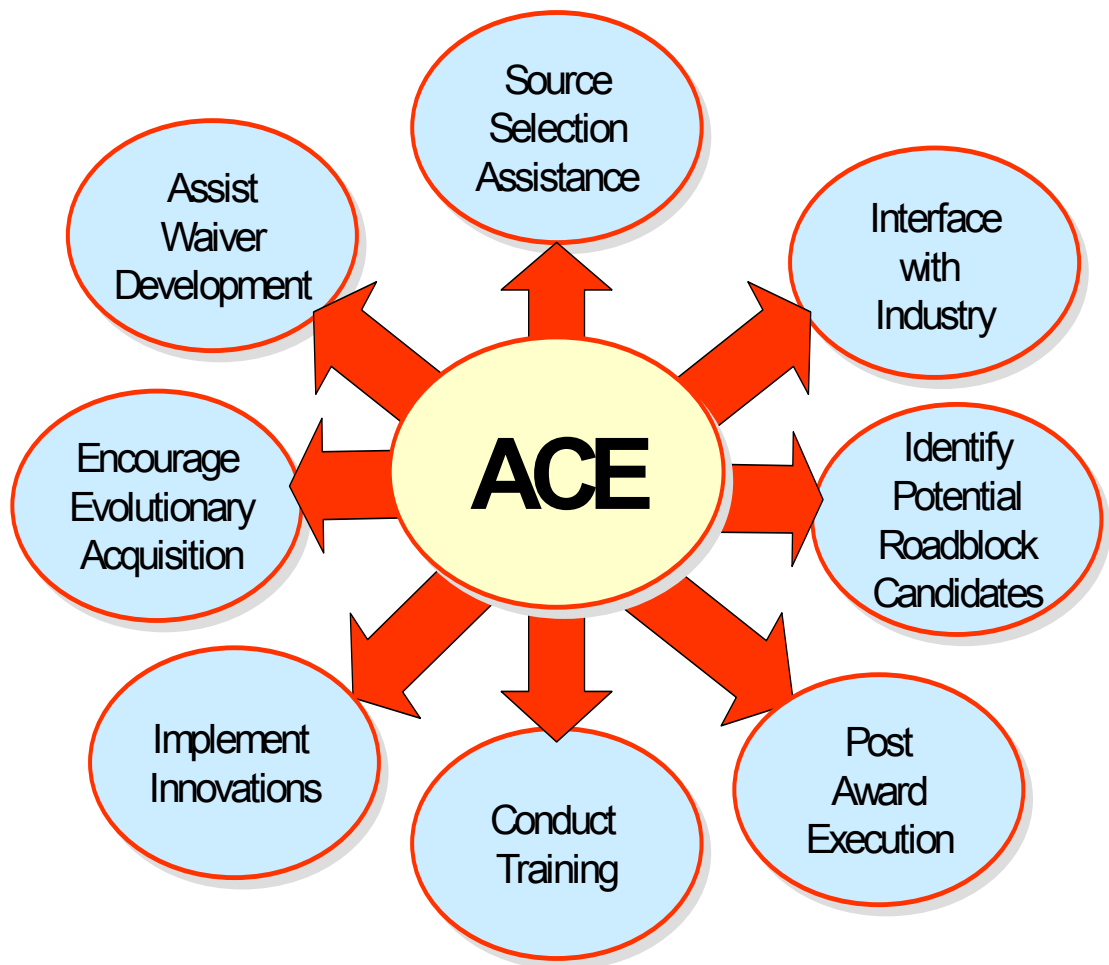 Source
Selection
Assistance
Assist
Waiver
Development
Interface
with
Industry
ACE
Encourage
Evolutionary
Acquisition
Identify
Potential
Roadblock
Candidates
Implement
Innovations
Conduct
Training
Post
Award
Execution